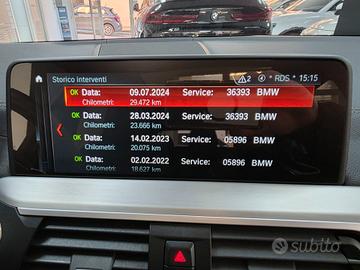 Storico interventi
2 * RDS * 15:15
OK Data: 09.07.2024 Service: 36393 BMW
Chilometri: 29.472 km
OK Data: 28.03.2024 Service: 36393 BMW
Chilometri: 23.666 km
OK Data: 14.02.2023 Service: 05896 BMW
Chilometri: 20.075 km
OK Data: 02.02.2022 Service: 05896 BMW
Chilometri: 18.627 km
subito